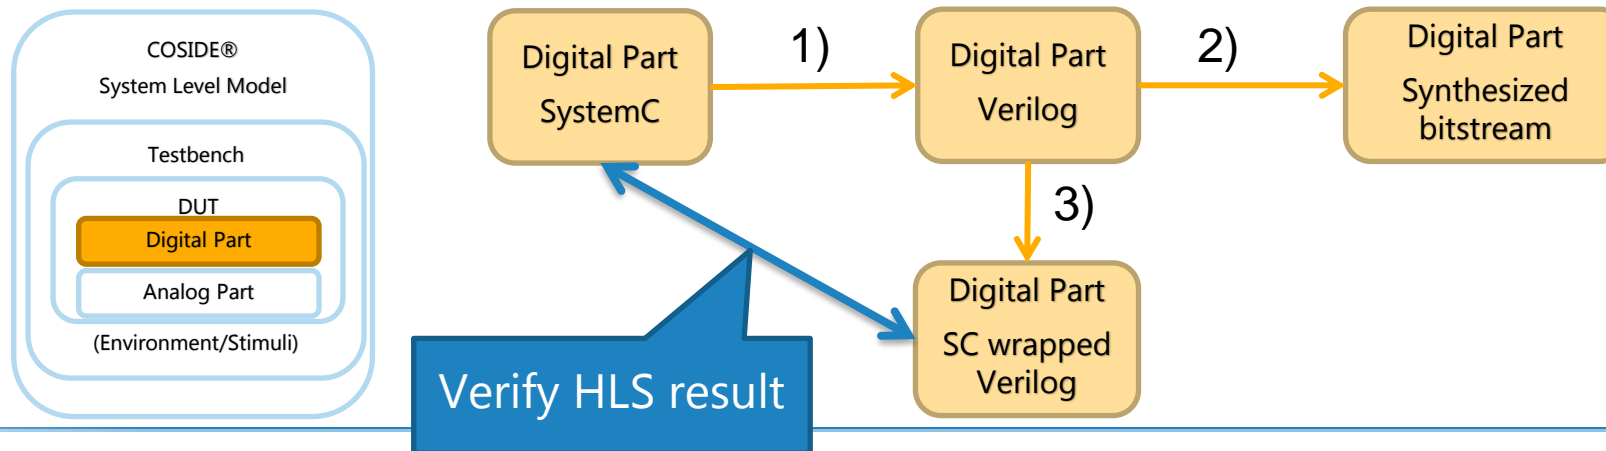 COSIDE®
System Level Model
Testbench
DUT
Digital Part
Analog Part
(Environment/Stimuli)
Digital Part
SystemC
1)
Digital Part
Verilog
2)
Digital Part
Synthesized
bitstream
3)
Digital Part
SC wrapped
Verilog
Verify HLS result